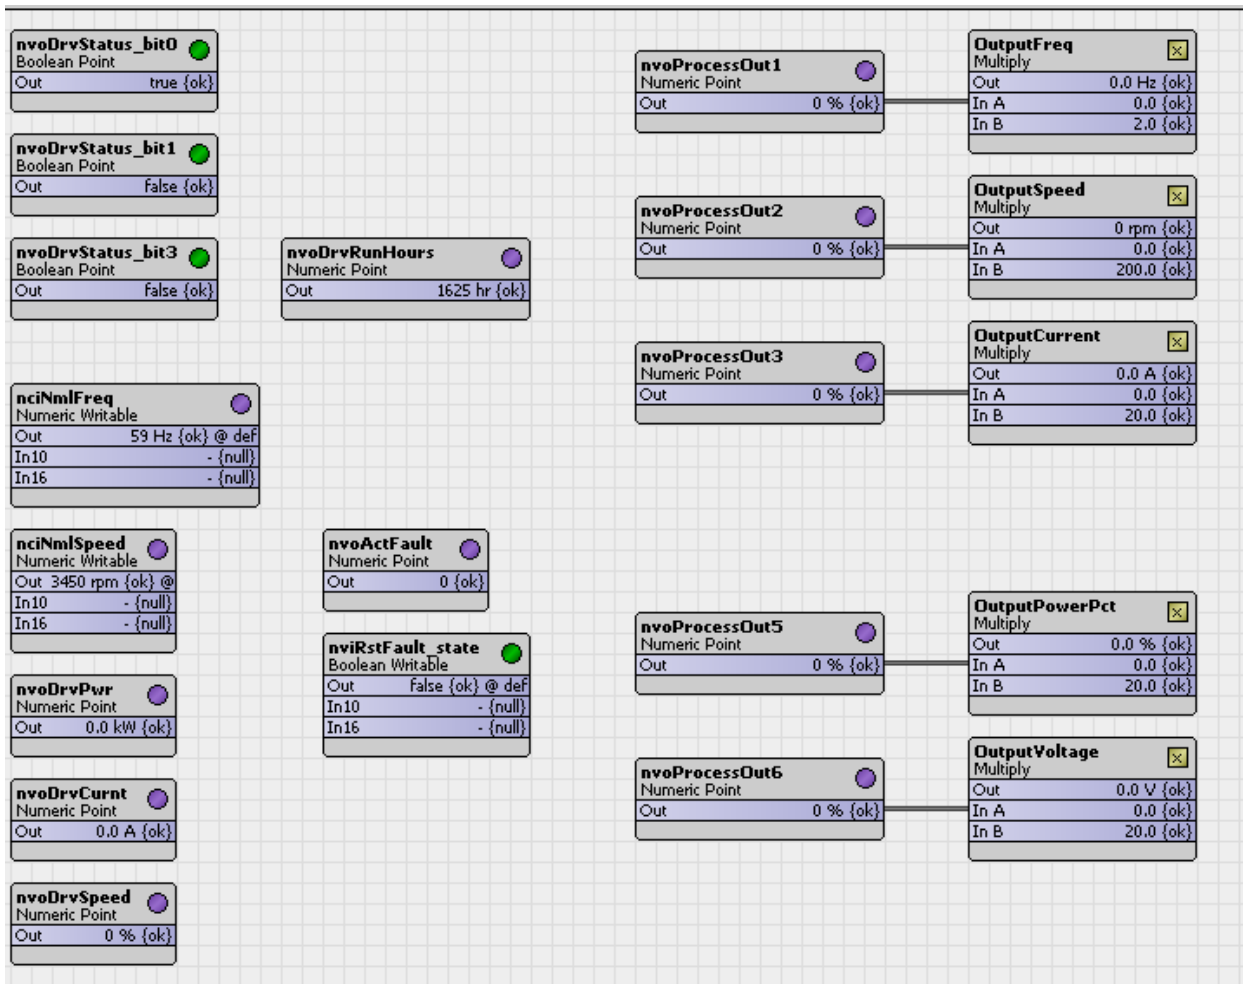 nvoDrvStatus_bit0
Boolean Point
Out true {ok}
nvoDrvStatus_bit1
Boolean Point
Out false {ok}
nvoDrvStatus_bit3
Boolean Point
Out false {ok}
nvoDrvRunHours
Numeric Point
Out 1625 hr {ok}
nciNmlFreq
Numeric Writable
Out 59 Hz {ok} @ def
In10 - {null}
In16 - {null}
nciNmlSpeed
Numeric Writable
Out 3450 rpm {ok} @
In10 - {null}
In16 - {null}
nvoDrvPwr
Numeric Point
Out 0.0 kW {ok}
nvoDrvCurnt
Numeric Point
Out 0.0 A {ok}
nvoDrvSpeed
Numeric Point
Out 0 % {ok}
nvoActFault
Numeric Point
Out 0 {ok}
nviRstFault_state
Boolean Writable
Out false {ok} @ def
In10 - {null}
In16 - {null}
nvoProcessOut1
Numeric Point
Out 0 % {ok}
OutputFreq
Multiply
Out 0.0 Hz {ok}
In A 0.0 {ok}
In B 2.0 {ok}
nvoProcessOut2
Numeric Point
Out 0 % {ok}
OutputSpeed
Multiply
Out 0 rpm {ok}
In A 0.0 {ok}
In B 200.0 {ok}
nvoProcessOut3
Numeric Point
Out 0 % {ok}
OutputCurrent
Multiply
Out 0.0 A {ok}
In A 0.0 {ok}
In B 20.0 {ok}
nvoProcessOut5
Numeric Point
Out 0 % {ok}
OutputPowerPct
Multiply
Out 0.0 % {ok}
In A 0.0 {ok}
In B 20.0 {ok}
nvoProcessOut6
Numeric Point
Out 0 % {ok}
OutputVoltage
Multiply
Out 0.0 V {ok}
In A 0.0 {ok}
In B 20.0 {ok}